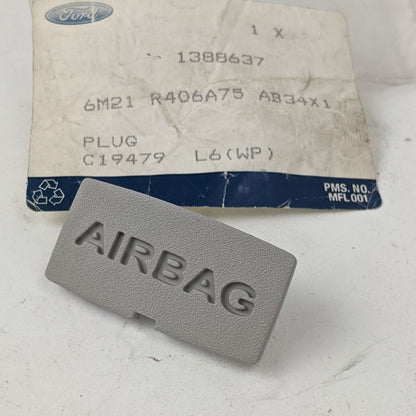 Ford
1 X
1388637
6M21 R406A75 AB34X1
PLUG
C19479 L6(WP)
PMS. NO.
MFL001
AIRBAG